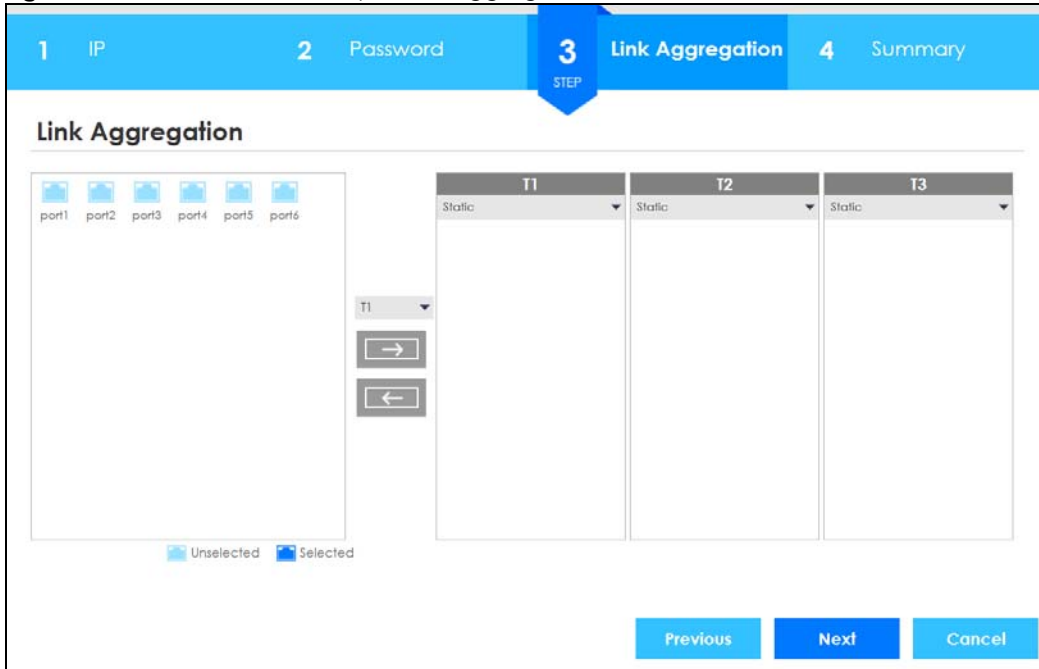 1 IP 2 Password 3 STEP Link Aggregation 4 Summary
Link Aggregation
T1 T2 T3
port1 port2 port3 port4 port5 port6
Static Static Static
T1
Unselected Selected
Previous Next Cancel